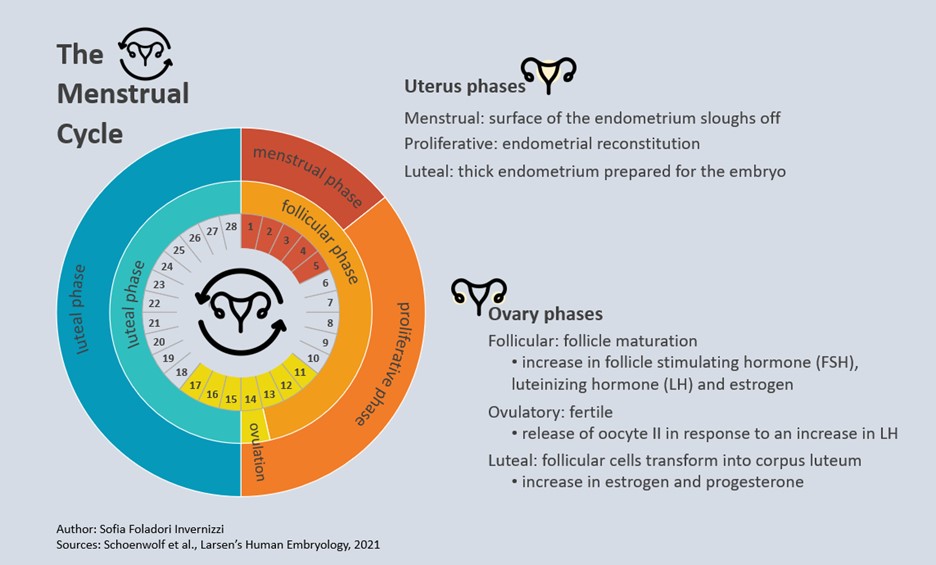 The
Menstrual
Cycle
menstrual phase
follicular phase
proliferative phase
ovulation
luteal phase
luteal phase
1
2
3
4
5
6
7
8
9
10
11
12
13
14
15
16
17
18
19
20
21
22
23
24
25
26
27
28
Uterus phases
Menstrual: surface of the endometrium sloughs off
Proliferative: endometrial reconstitution
Luteal: thick endometrium prepared for the embryo
Ovary phases
Follicular: follicle maturation
• increase in follicle stimulating hormone (FSH),
luteinizing hormone (LH) and estrogen
Ovulatory: fertile
• release of oocyte II in response to an increase in LH
Luteal: follicular cells transform into corpus luteum
• increase in estrogen and progesterone
Author: Sofia Foladori Invernizzi
Sources: Schoenwolf et al., Larsen's Human Embryology, 2021